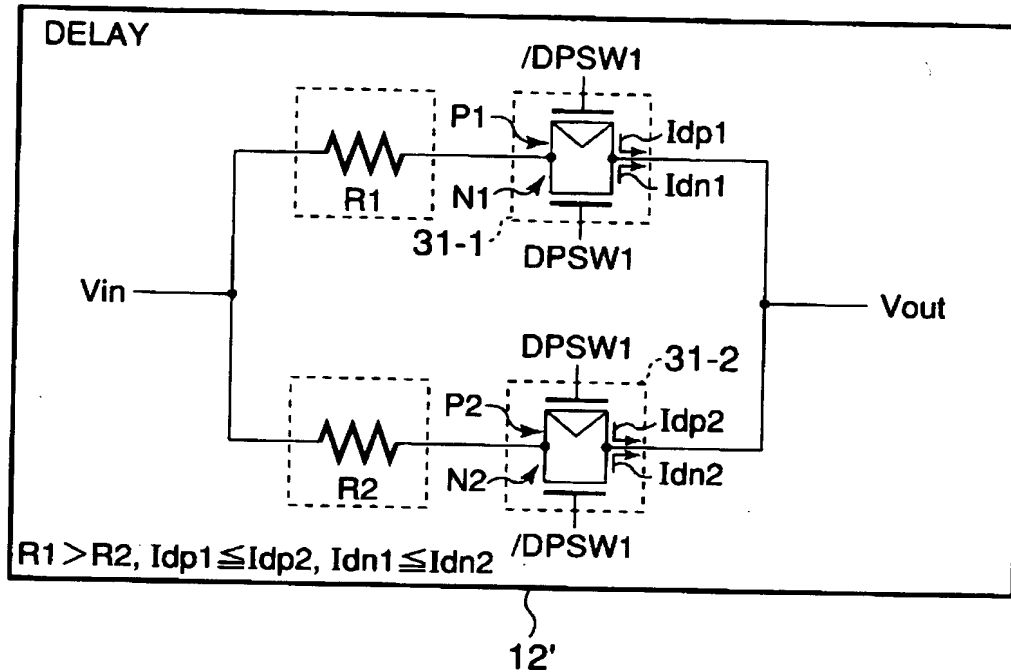 DELAY
/DPSW1
P1
Idp1
R1
N1
Idn1
31-1
DPSW1
Vin
Vout
DPSW1
31-2
P2
Idp2
R2
N2
Idn2
/DPSW1
R1>R2, Idp1≦Idp2, Idn1≦Idn2
12'